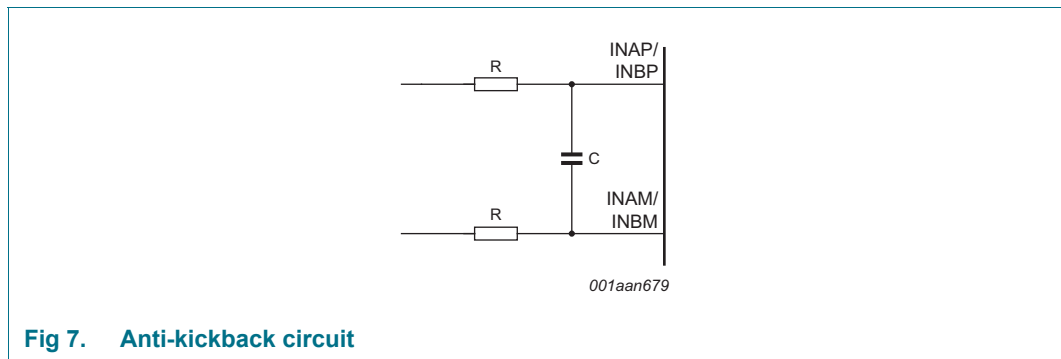 INAP/
INBP
R
C
INAM/
INBM
R
001aan679
Fig 7. Anti-kickback circuit